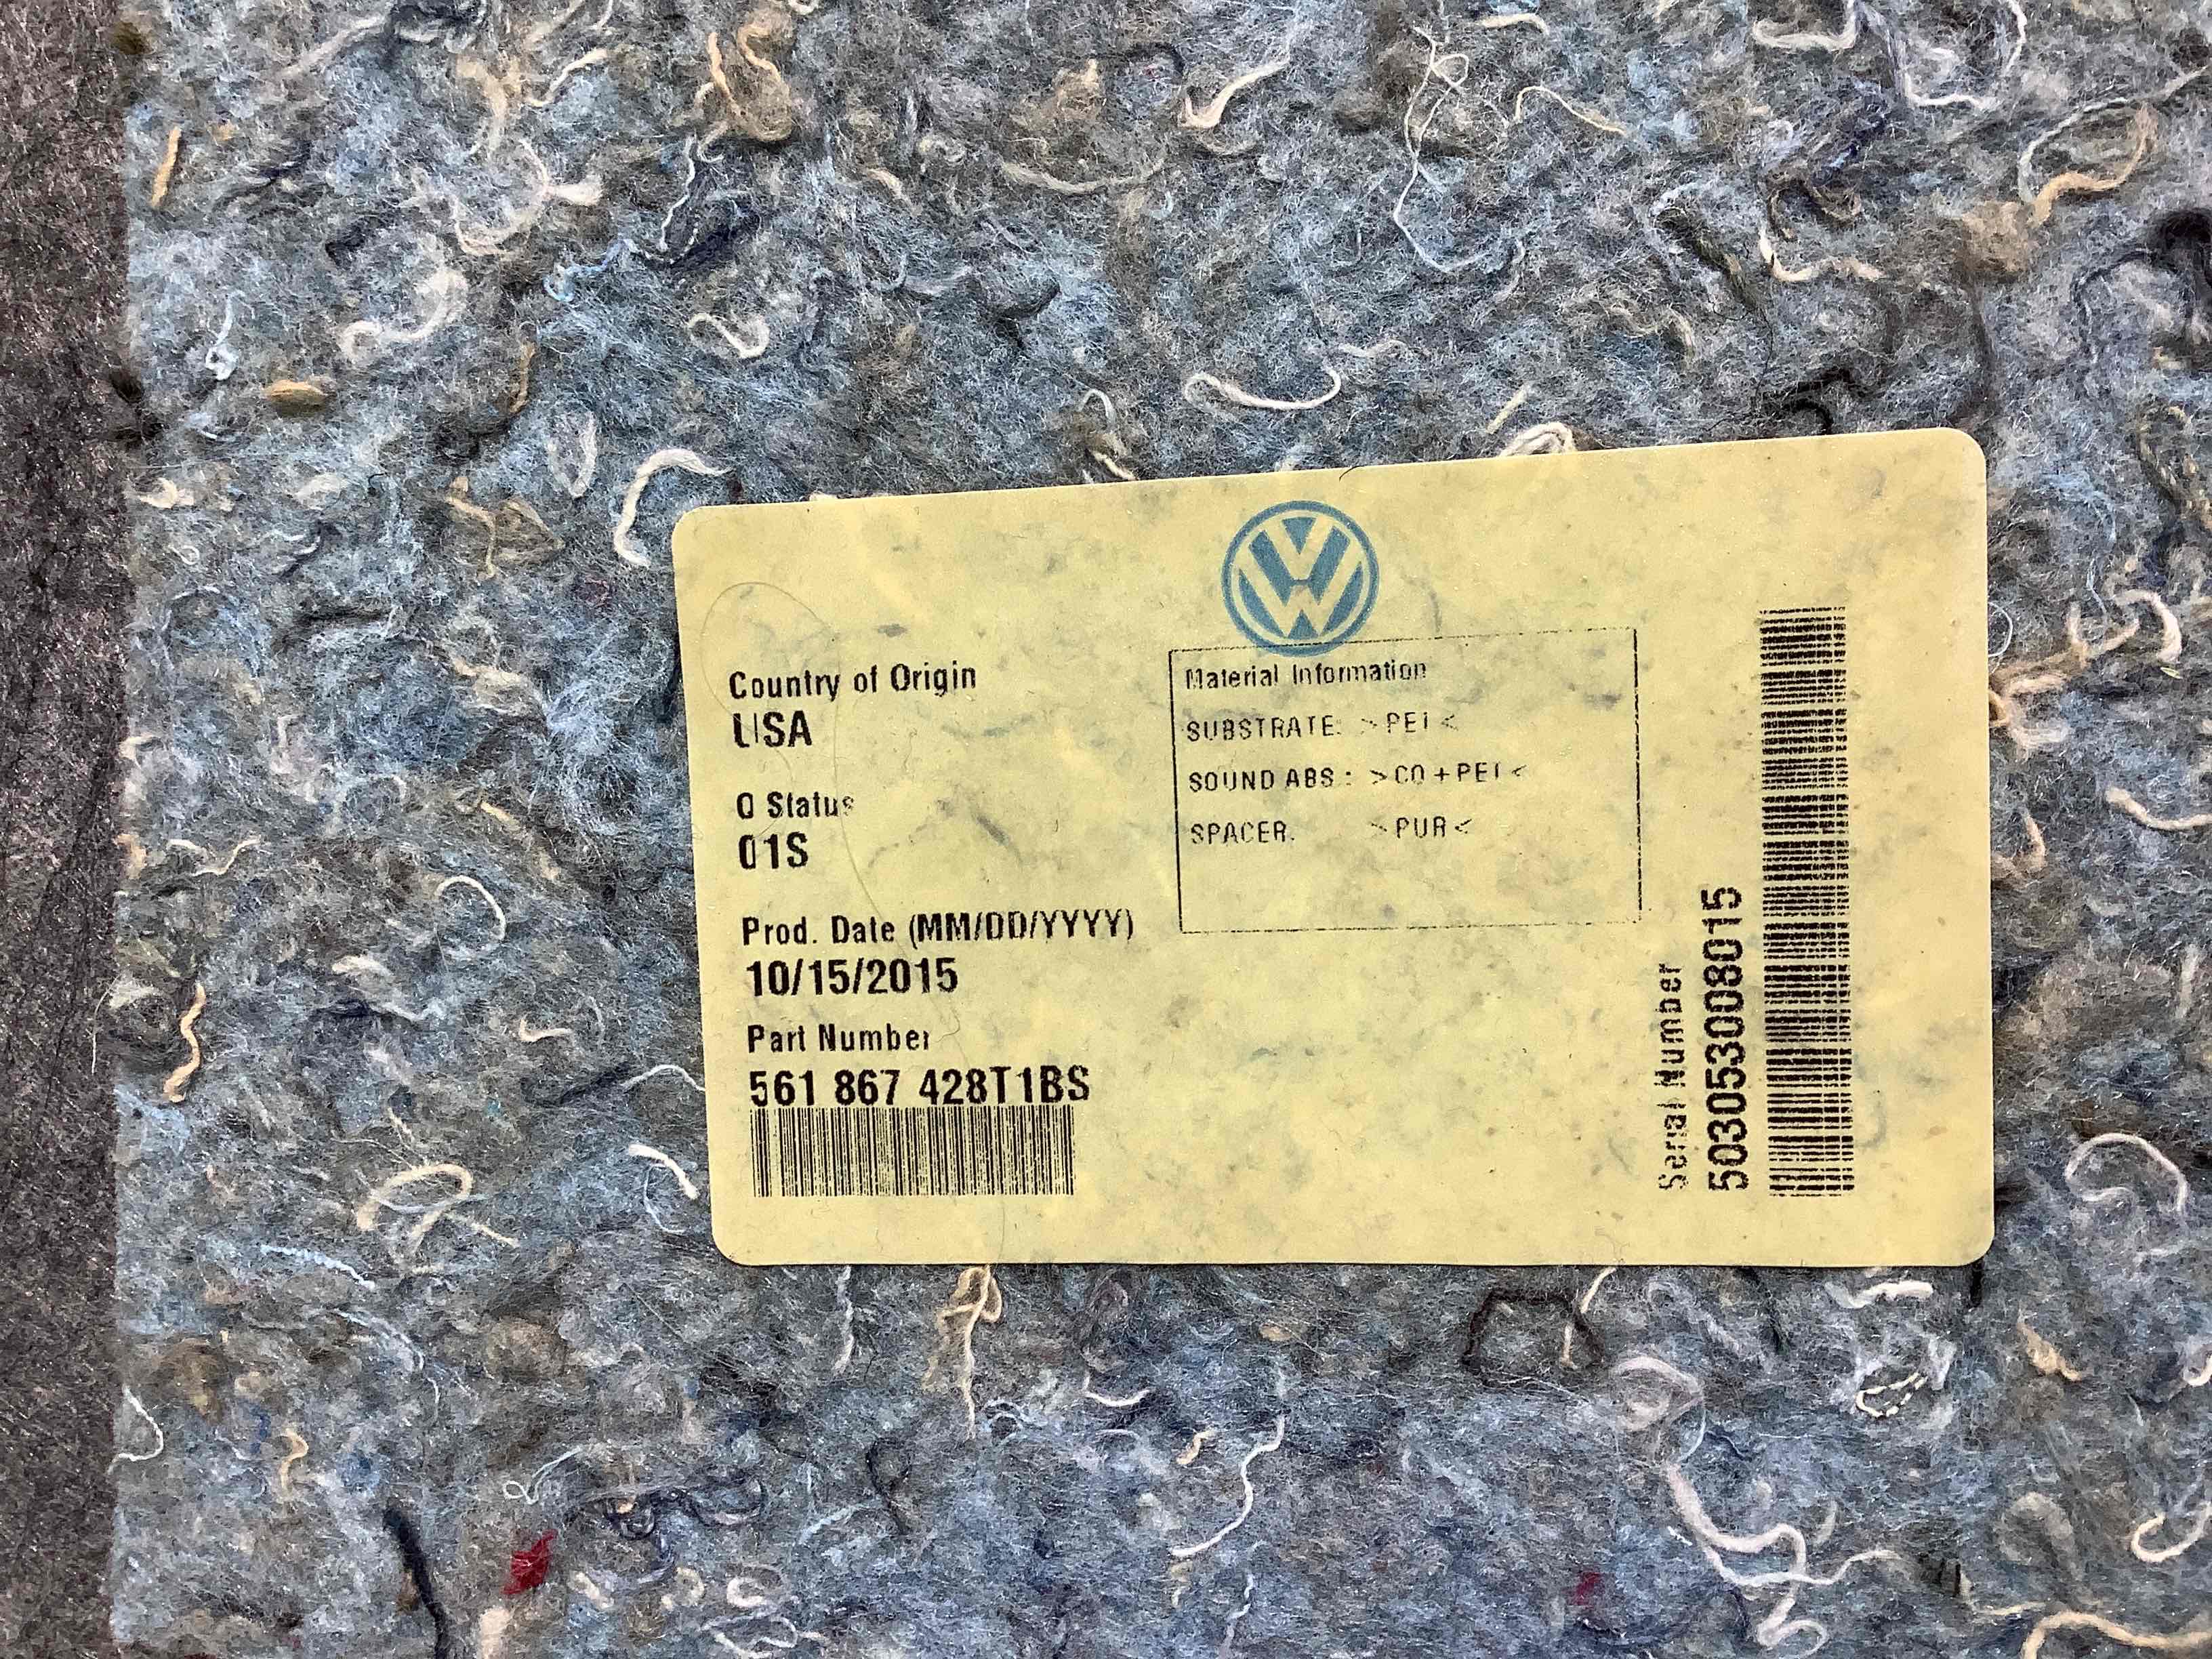 Country of Origin
USA
Q Status
01S
Prod. Date (MM/DD/YYYY)
10/15/2015
Part Number
561 867 428T1BS
Material Information
SUBSTRATE: >PET<
SOUND ABS: >CO+PET<
SPACER: >PUR<
Serial Number
5030530008015